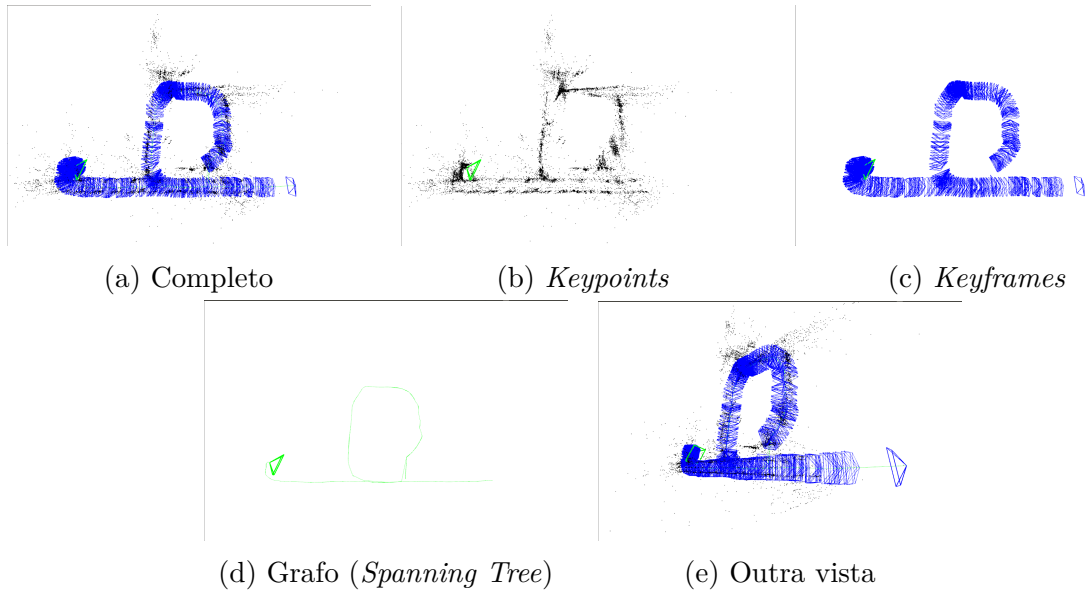 (a) Completo
(b) Keypoints
(c) Keyframes
(d) Grafo (Spanning Tree)
(e) Outra vista